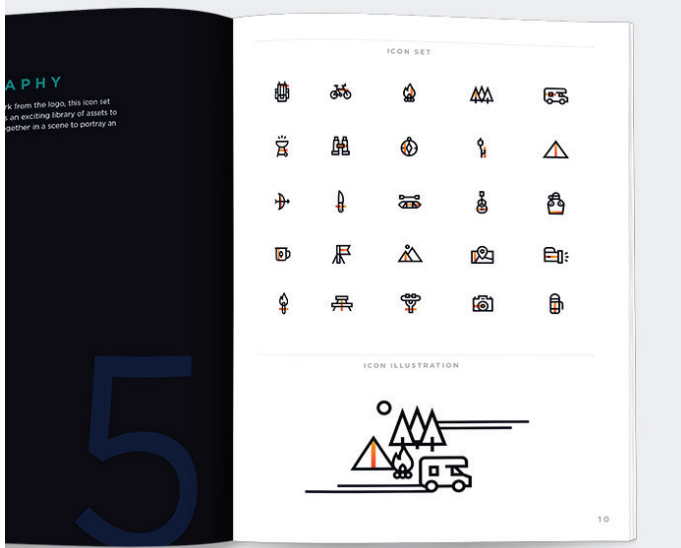 APHY
rk from the logo, this icon set
s an exciting library of assets to
ogether in a scene to portray an
5
ICON SET
ICON ILLUSTRATION
10